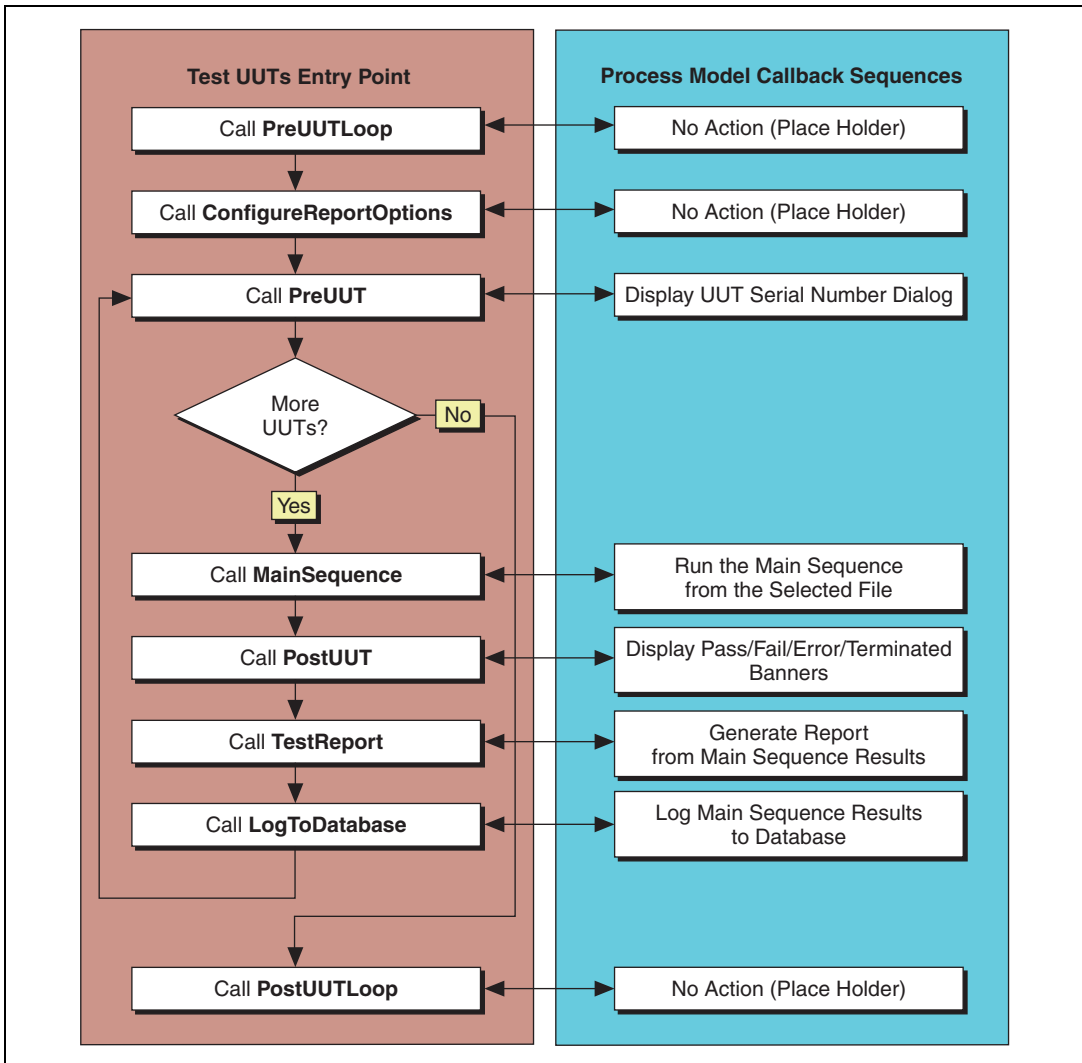 Test UUTs Entry Point
Process Model Callback Sequences
Call PreUUTLoop
No Action (Place Holder)
Call ConfigureReportOptions
No Action (Place Holder)
Call PreUUT
Display UUT Serial Number Dialog
More
UUTs?
No
Yes
Call MainSequence
Run the Main Sequence
from the Selected File
Call PostUUT
Display Pass/Fail/Error/Terminated
Banners
Call TestReport
Generate Report
from Main Sequence Results
Call LogToDatabase
Log Main Sequence Results
to Database
Call PostUUTLoop
No Action (Place Holder)